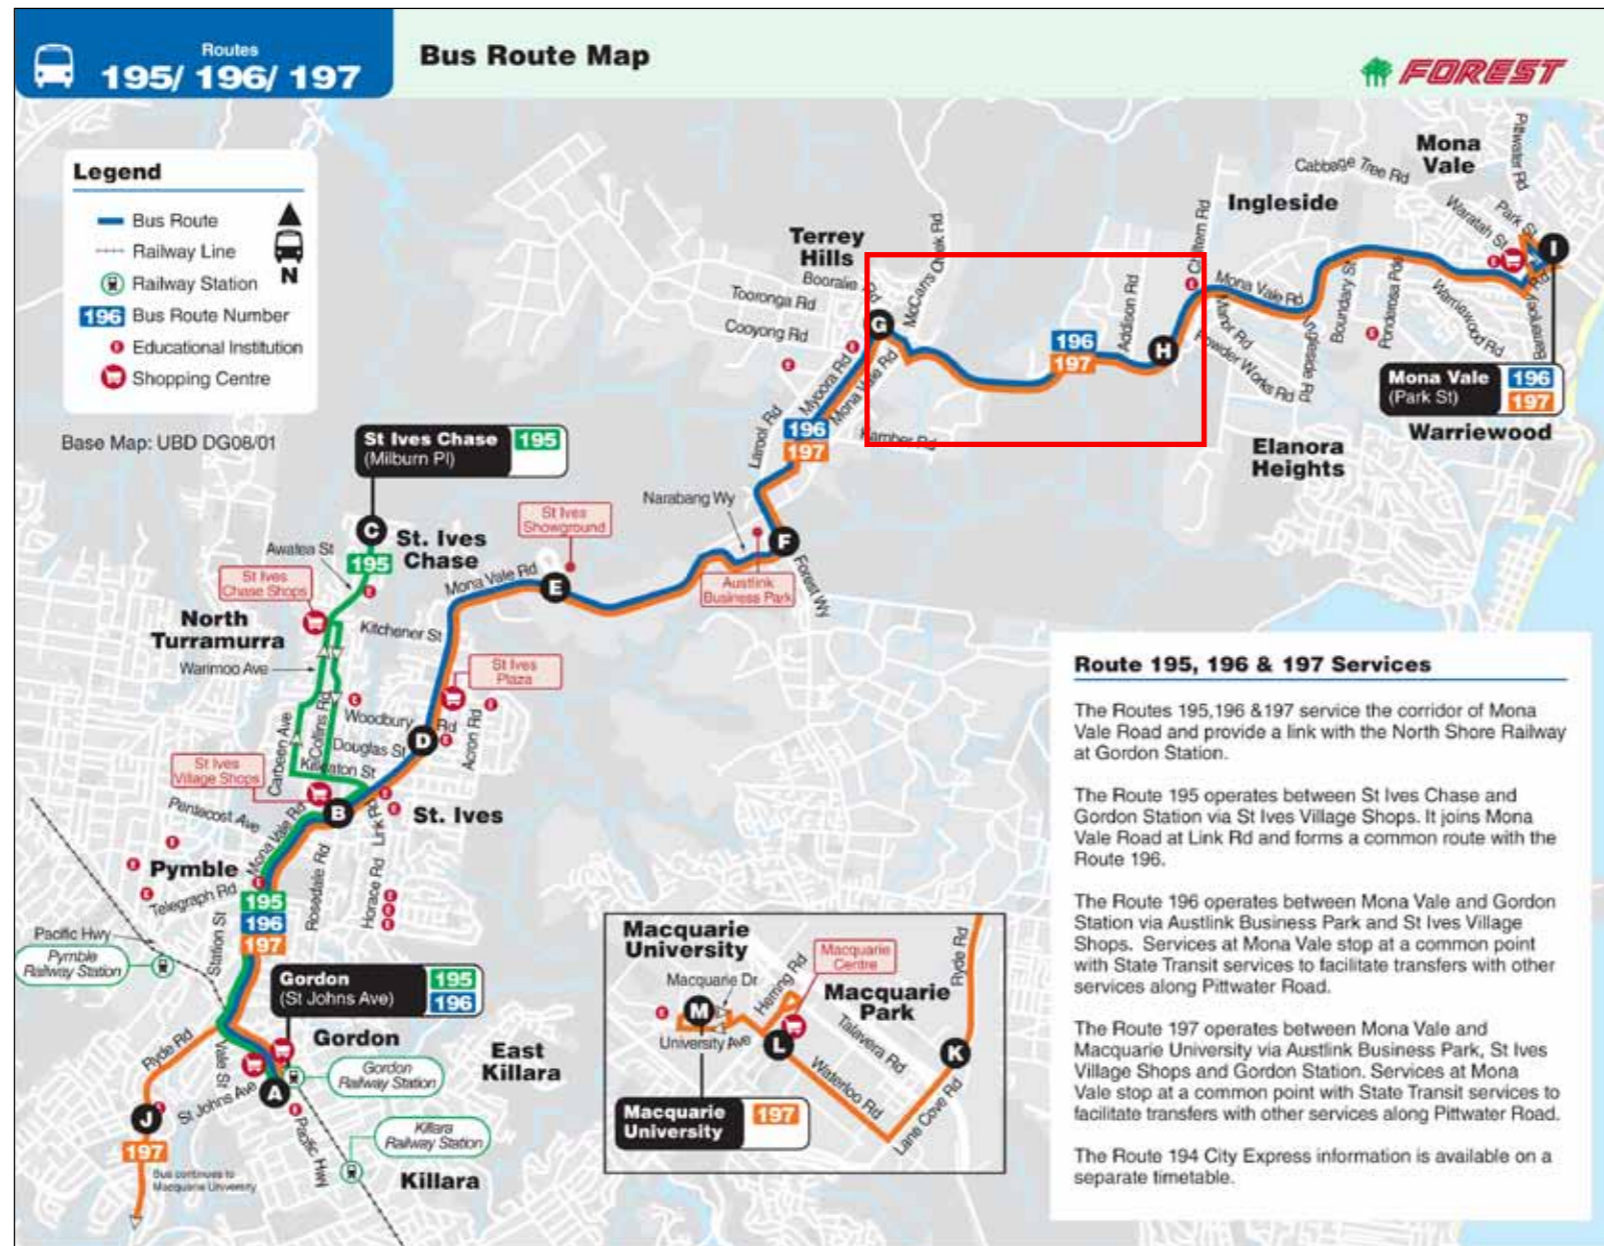 Routes
195/ 196/ 197
Bus Route Map
FOREST
Legend
Bus Route
Railway Line
Railway Station
N
196 Bus Route Number
E Educational Institution
Shopping Centre
Base Map: UBD DG08/01
Mona
Vale
Pittwater Rd
Cabbage Tree Rd
Ingleside
Waratah St
Park St
I
Terrey
Hills
McCarrs Creek Rd
Chiltern Rd
Booralie Rd
Tooronga Rd
Cooyong Rd
G
Addison Rd
H
196
197
Mona Vale Rd
Manor Rd
Powder Works Rd
Ingleside Rd
Boundary St
Ponderosa Pde
Warriewood Rd
Barrenjoey Rd
Mona Vale
(Park St)
196
197
Warriewood
Elanora
Heights
Myoora Rd
Mona Vale Rd
Larool Rd
196
197
Kamber Rd
St Ives Chase
(Milburn Pl)
195
Narabang Wy
F
Forest Wy
Austlink
Business Park
St Ives
Showground
C
St. Ives
Chase
Awatea St
195
Mona Vale Rd
E
St Ives
Chase Shops
North
Turramurra
Kitchener St
Warimoo Ave
St Ives
Plaza
Woodbury Rd
Collins Rd
Carbeen Ave
Douglas St
D
Acron Rd
Killeaton St
St Ives
Village Shops
B
St. Ives
Link Rd
Pentecost Ave
Mona Vale Rd
Pymble
Telegraph Rd
Rosedale Rd
Horace Rd
195
196
197
Station St
Pacific Hwy
Pymble
Railway Station
Gordon
(St Johns Ave)
195
196
Gordon
Gordon
Railway Station
East
Killara
Ryde Rd
Vale St
St Johns Ave
A
J
197
Bus continues to
Macquarie University
Pacific Hwy
Killara
Railway Station
Killara
Macquarie
University
Macquarie
Centre
Macquarie Dr
Herring Rd
Macquarie
Park
Ryde Rd
M
University Ave
L
Talavera Rd
K
Waterloo Rd
Lane Cove Rd
Macquarie
University
197
Route 195, 196 & 197 Services
The Routes 195,196 &197 service the corridor of Mona
Vale Road and provide a link with the North Shore Railway
at Gordon Station.
The Route 195 operates between St Ives Chase and
Gordon Station via St Ives Village Shops. It joins Mona
Vale Road at Link Rd and forms a common route with the
Route 196.
The Route 196 operates between Mona Vale and Gordon
Station via Austlink Business Park and St Ives Village
Shops. Services at Mona Vale stop at a common point
with State Transit services to facilitate transfers with other
services along Pittwater Road.
The Route 197 operates between Mona Vale and
Macquarie University via Austlink Business Park, St Ives
Village Shops and Gordon Station. Services at Mona
Vale stop at a common point with State Transit services to
facilitate transfers with other services along Pittwater Road.
The Route 194 City Express information is available on a
separate timetable.